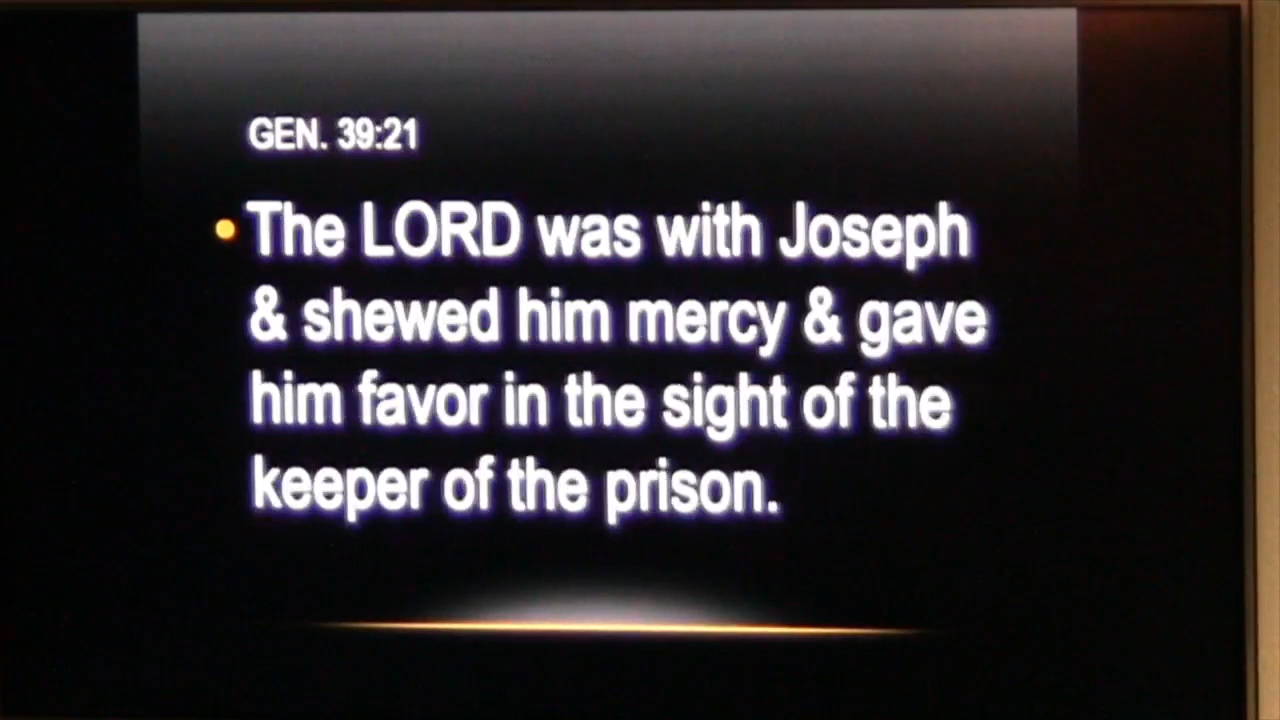 GEN. 39:21
• The LORD was with Joseph
& shewed him mercy & gave
him favor in the sight of the
keeper of the prison.